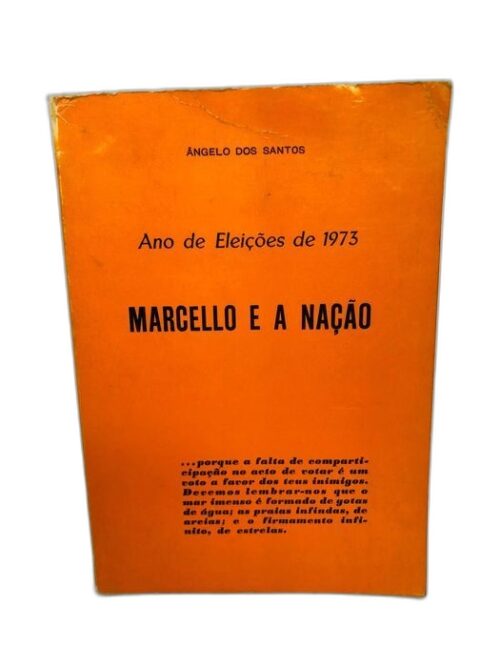 ÂNGELO DOS SANTOS
Ano de Eleições de 1973
MARCELLO E A NAÇÃO
...porque a falta de comparti-
cipação no acto de votar é um
voto a favor dos teus inimigos.
Devemos lembrar-nos que o
mar imenso é formado de gotas
de água; as praias infindas, de
areias; e o firmamento infi-
nito, de estrelas.